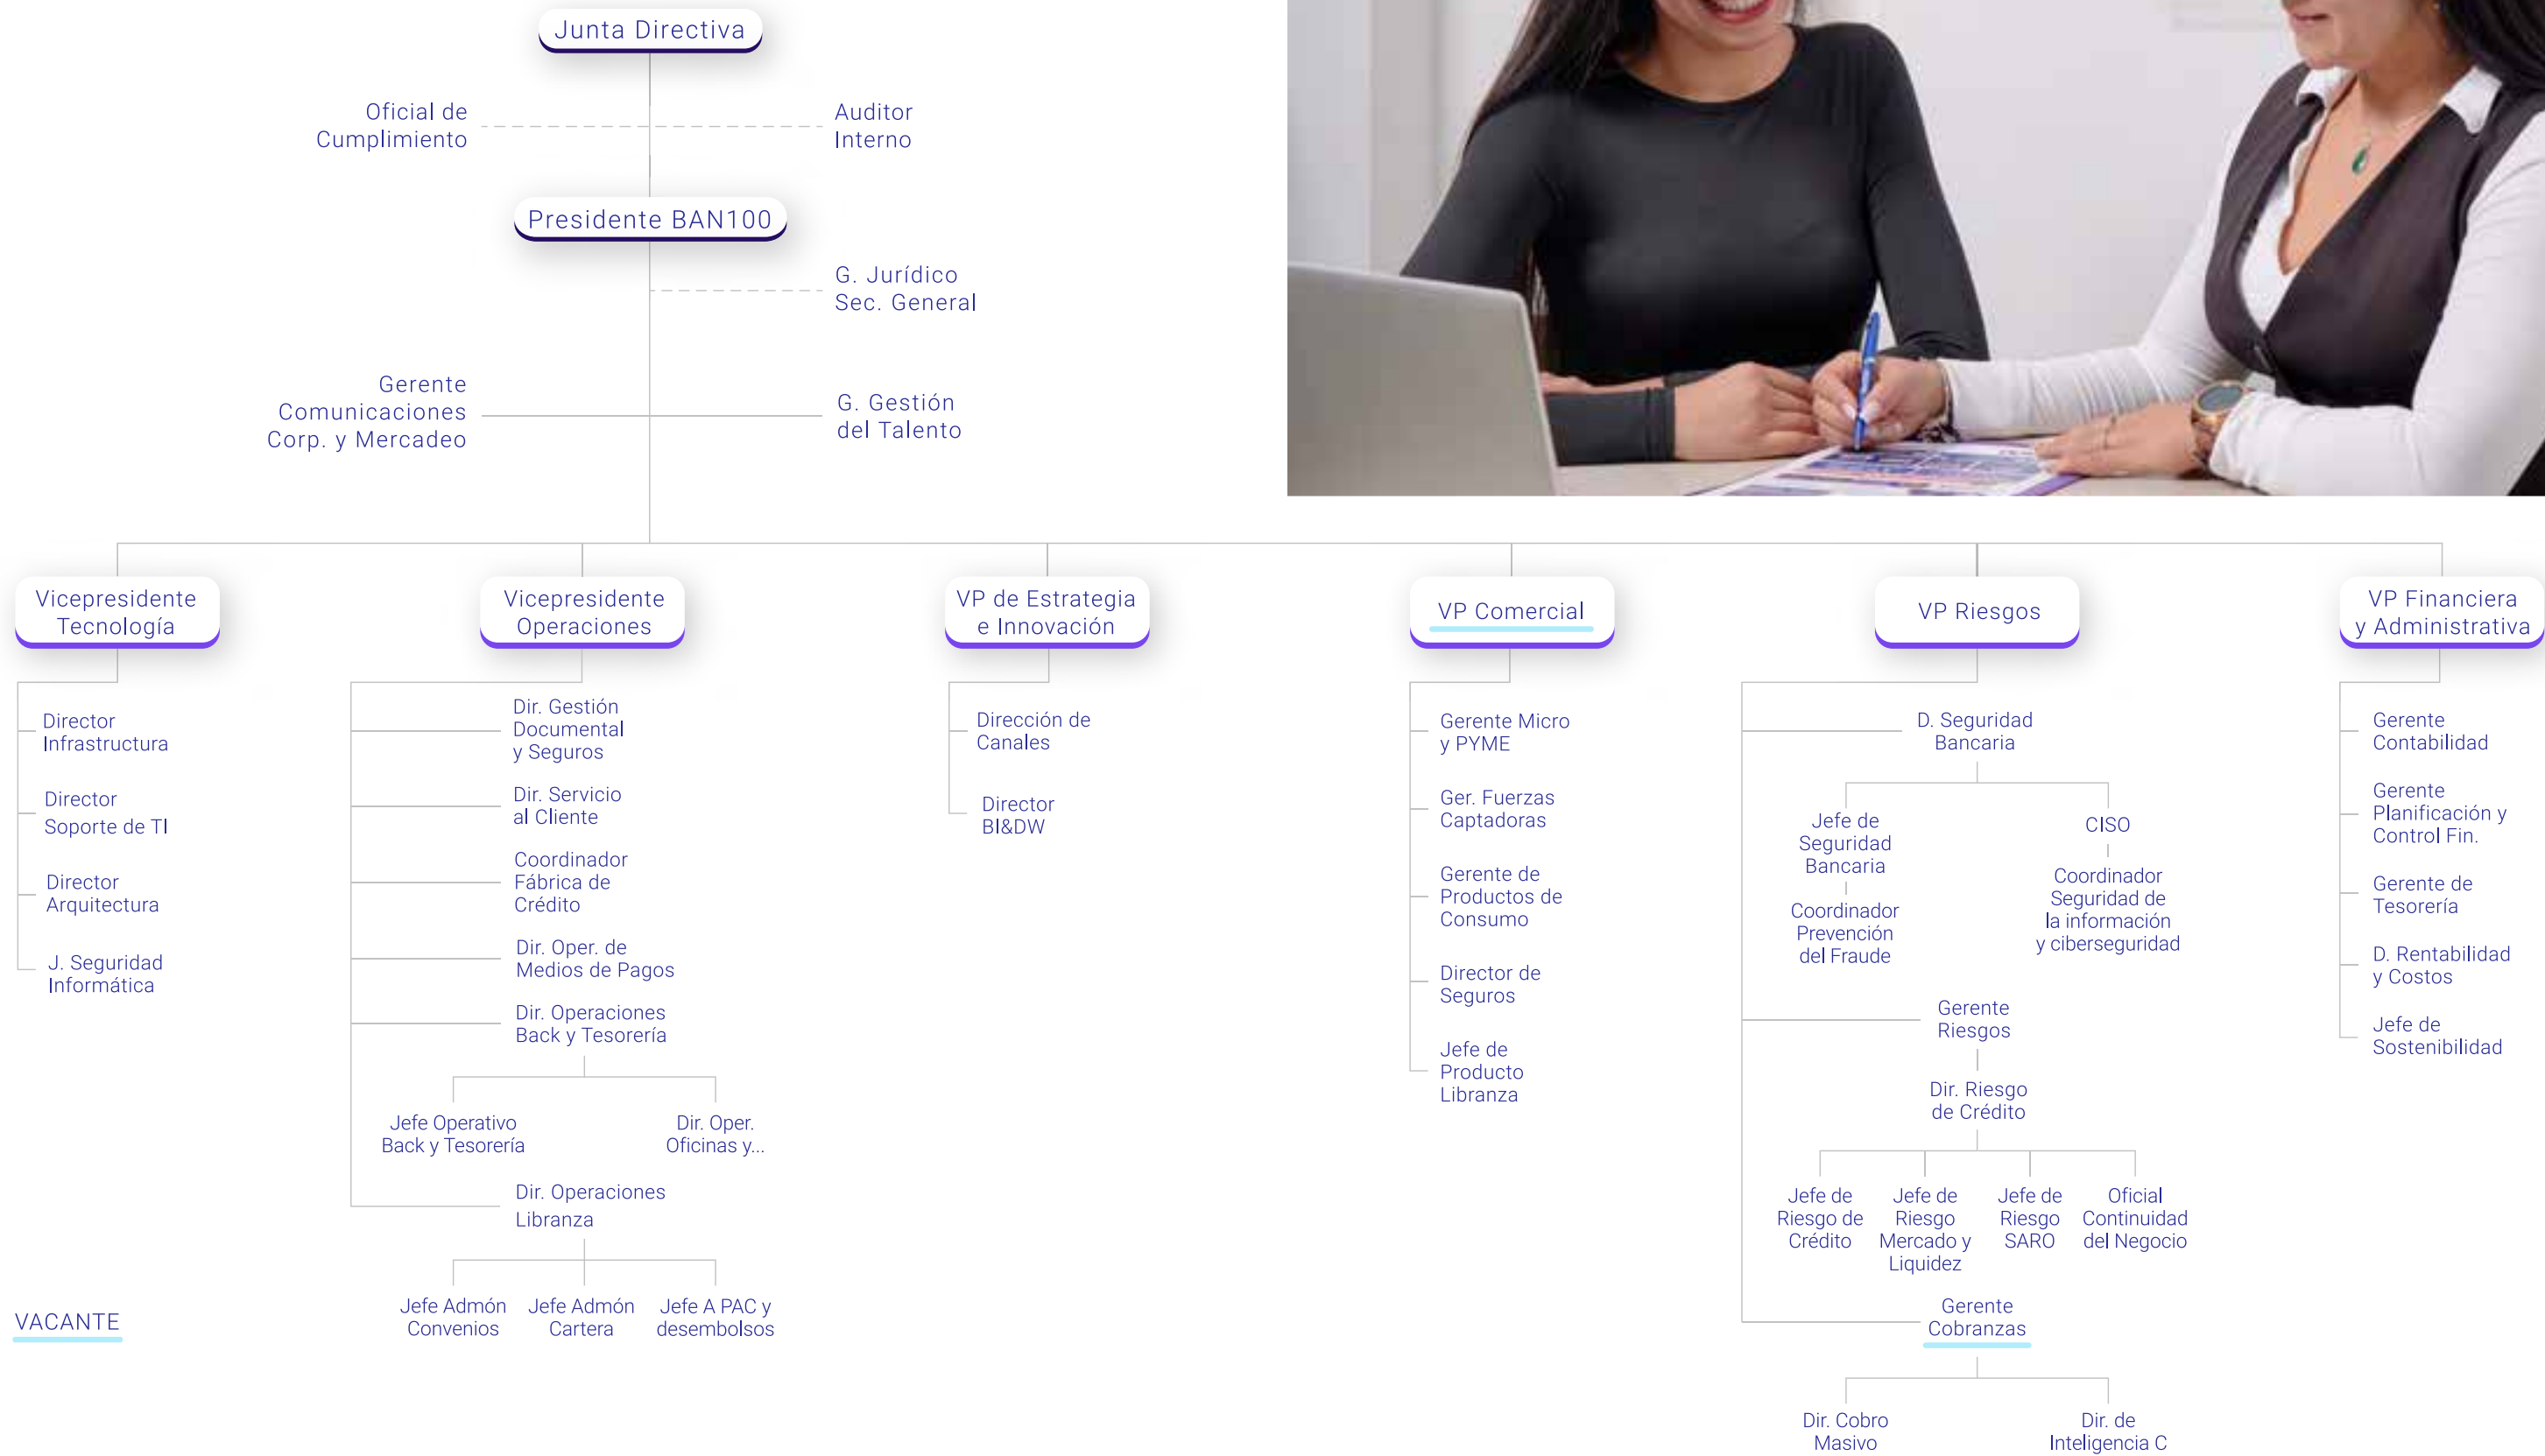 Junta Directiva
Oficial de
Cumplimiento
Auditor
Interno
Presidente BAN100
G. Jurídico
Sec. General
Gerente
Comunicaciones
Corp. y Mercadeo
G. Gestión
del Talento
Vicepresidente
Tecnología
Director
Infrastructura
Director
Soporte de TI
Director
Arquitectura
J. Seguridad
Informática
Vicepresidente
Operaciones
Dir. Gestión
Documental
y Seguros
Dir. Servicio
al Cliente
Coordinador
Fábrica de
Crédito
Dir. Oper. de
Medios de Pagos
Dir. Operaciones
Back y Tesorería
Jefe Operativo
Back y Tesorería
Dir. Oper.
Oficinas y...
Dir. Operaciones
Libranza
Jefe Admón
Convenios
Jefe Admón
Cartera
Jefe A PAC y
desembolsos
VP de Estrategia
e Innovación
Dirección de
Canales
Director
BI&DW
VP Comercial
Gerente Micro
y PYME
Ger. Fuerzas
Captadoras
Gerente de
Productos de
Consumo
Director de
Seguros
Jefe de
Producto
Libranza
VP Riesgos
D. Seguridad
Bancaria
Jefe de
Seguridad
Bancaria
Coordinador
Prevención
del Fraude
CISO
Coordinador
Seguridad de
la información
y ciberseguridad
Gerente
Riesgos
Dir. Riesgo
de Crédito
Jefe de
Riesgo de
Crédito
Jefe de
Riesgo
Mercado y
Liquidez
Jefe de
Riesgo
SARO
Oficial
Continuidad
del Negocio
Gerente
Cobranzas
Dir. Cobro
Masivo
Dir. de
Inteligencia C
VP Financiera
y Administrativa
Gerente
Contabilidad
Gerente
Planificación y
Control Fin.
Gerente de
Tesorería
D. Rentabilidad
y Costos
Jefe de
Sostenibilidad
VACANTE